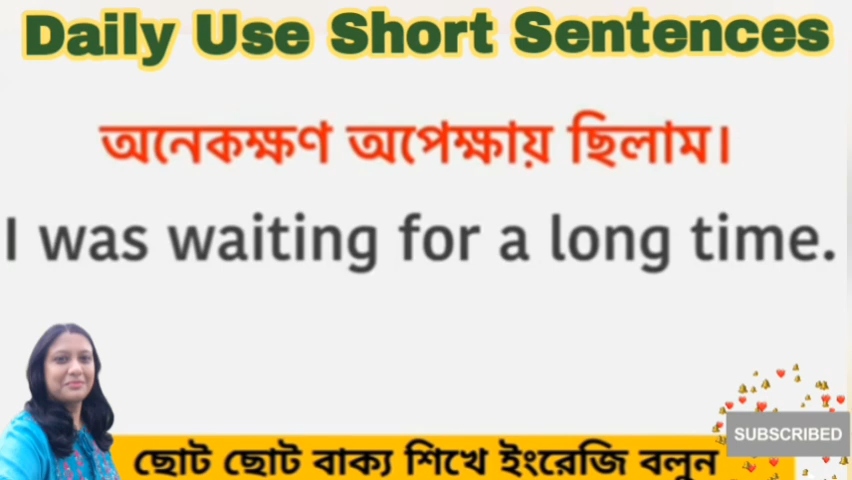 Daily Use Short Sentences
অনেকক্ষণ অপেক্ষায় ছিলাম।
I was waiting for a long time.
SUBSCRIBED
ছোট ছোট বাক্য শিখে ইংরেজি বলুন